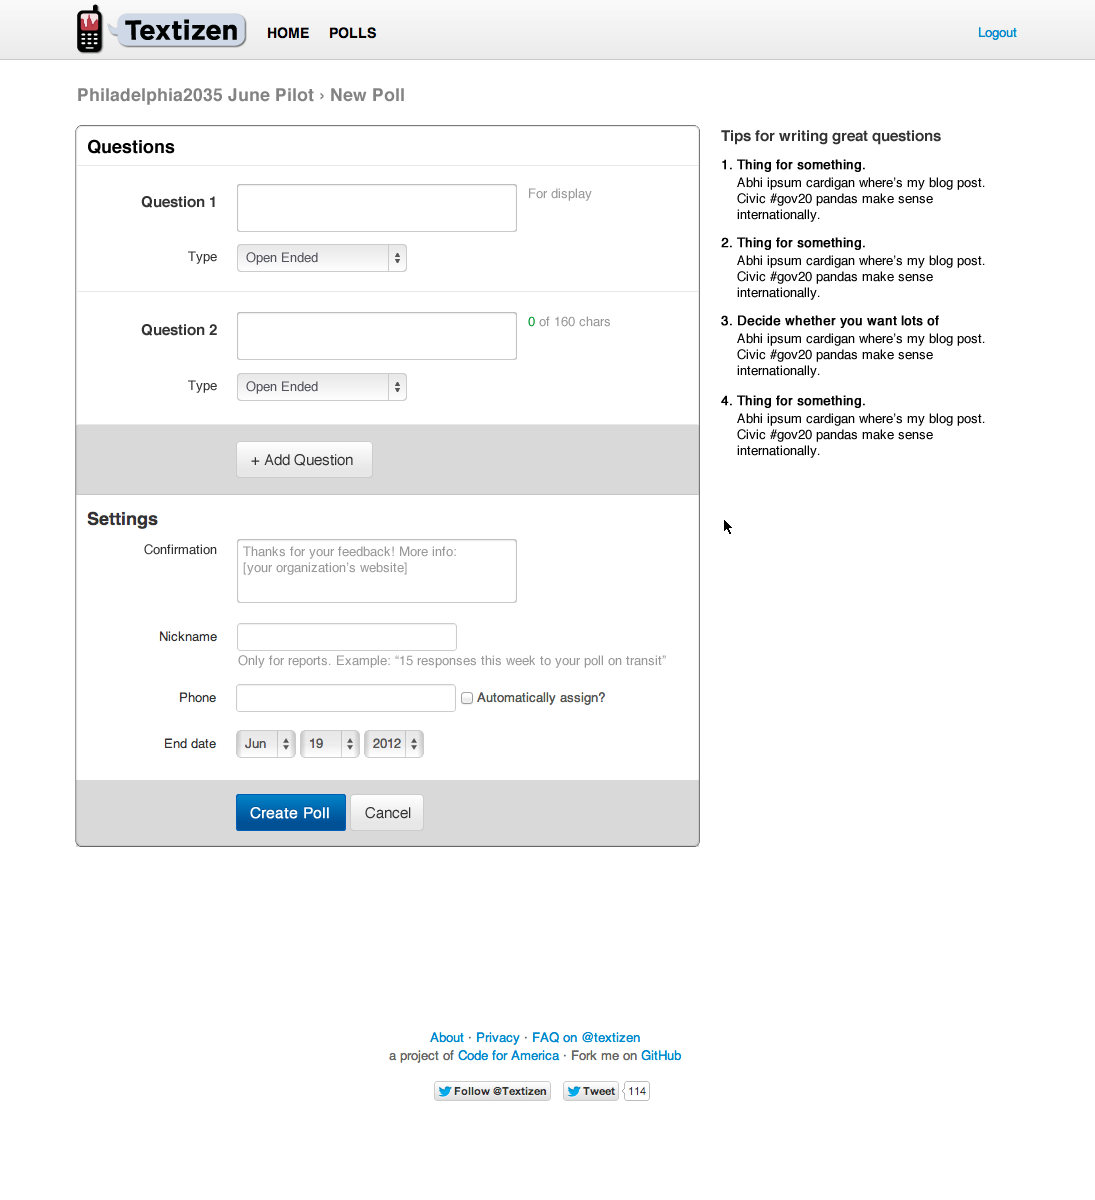 Textizen HOME POLLS Logout
Philadelphia2035 June Pilot › New Poll
Questions
Question 1
For display
Type
Open Ended
Question 2
0 of 160 chars
Type
Open Ended
+ Add Question
Settings
Confirmation
Thanks for your feedback! More info:
[your organization’s website]
Nickname
Only for reports. Example: “15 responses this week to your poll on transit”
Phone
Automatically assign?
End date
Jun 19 2012
Create Poll Cancel
Tips for writing great questions
1. Thing for something.
Abhi ipsum cardigan where’s my blog post.
Civic #gov20 pandas make sense
internationally.
2. Thing for something.
Abhi ipsum cardigan where’s my blog post.
Civic #gov20 pandas make sense
internationally.
3. Decide whether you want lots of
Abhi ipsum cardigan where’s my blog post.
Civic #gov20 pandas make sense
internationally.
4. Thing for something.
Abhi ipsum cardigan where’s my blog post.
Civic #gov20 pandas make sense
internationally.
About · Privacy · FAQ on @textizen
a project of Code for America · Fork me on GitHub
Follow @Textizen Tweet 114